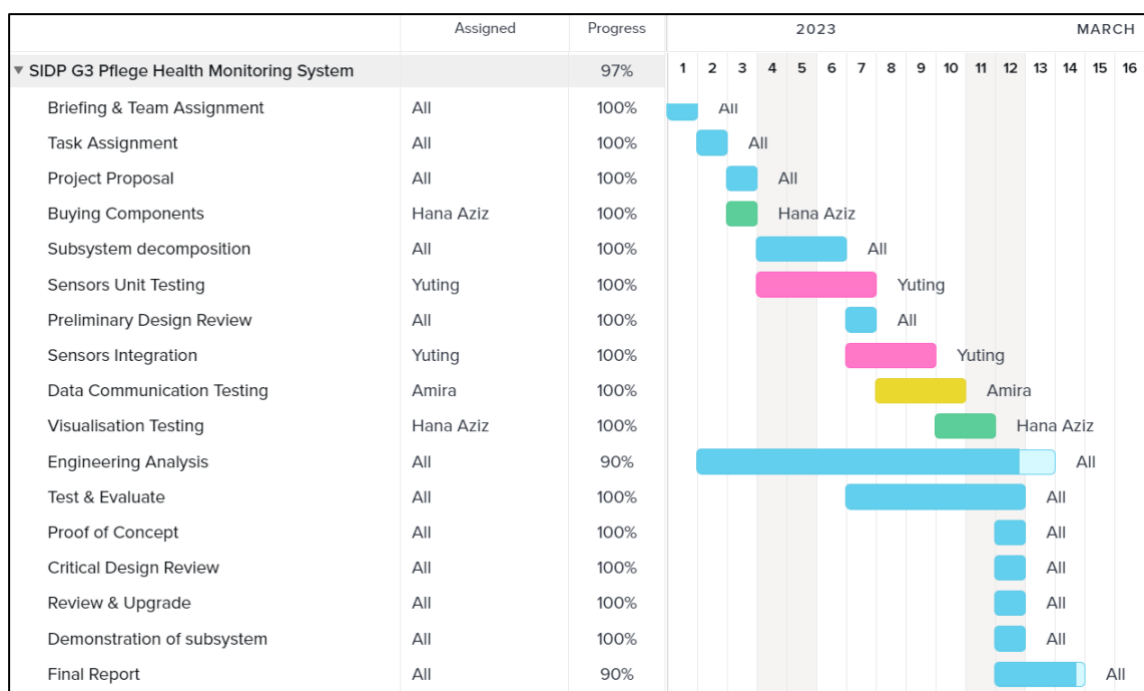 Assigned Progress 2023 MARCH
SIDP G3 Pflege Health Monitoring System 97% 1 2 3 4 5 6 7 8 9 10 11 12 13 14 15 16
Briefing & Team Assignment All 100% All
Task Assignment All 100% All
Project Proposal All 100% All
Buying Components Hana Aziz 100% Hana Aziz
Subsystem decomposition All 100% All
Sensors Unit Testing Yuting 100% Yuting
Preliminary Design Review All 100% All
Sensors Integration Yuting 100% Yuting
Data Communication Testing Amira 100% Amira
Visualisation Testing Hana Aziz 100% Hana Aziz
Engineering Analysis All 90% All
Test & Evaluate All 100% All
Proof of Concept All 100% All
Critical Design Review All 100% All
Review & Upgrade All 100% All
Demonstration of subsystem All 100% All
Final Report All 90% All